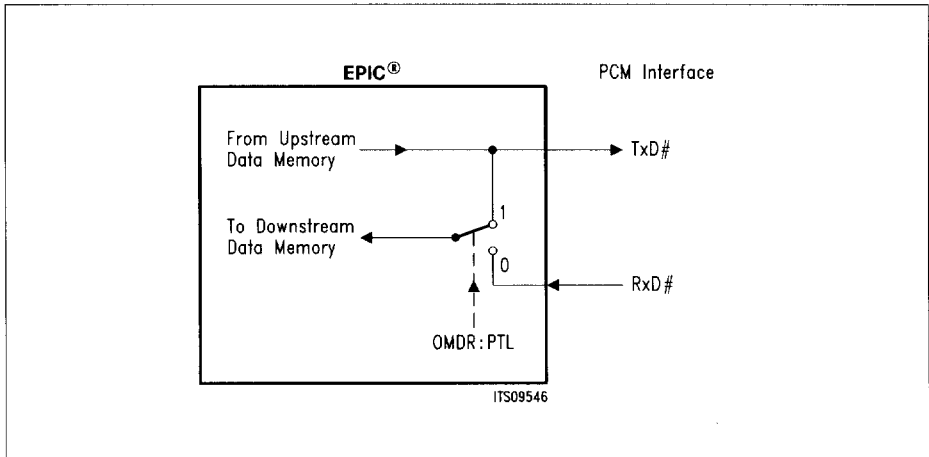 EPIC®
PCM Interface
From Upstream
Data Memory
TxD#
To Downstream
Data Memory
1
0
RxD#
OMDR:PTL
ITS09546